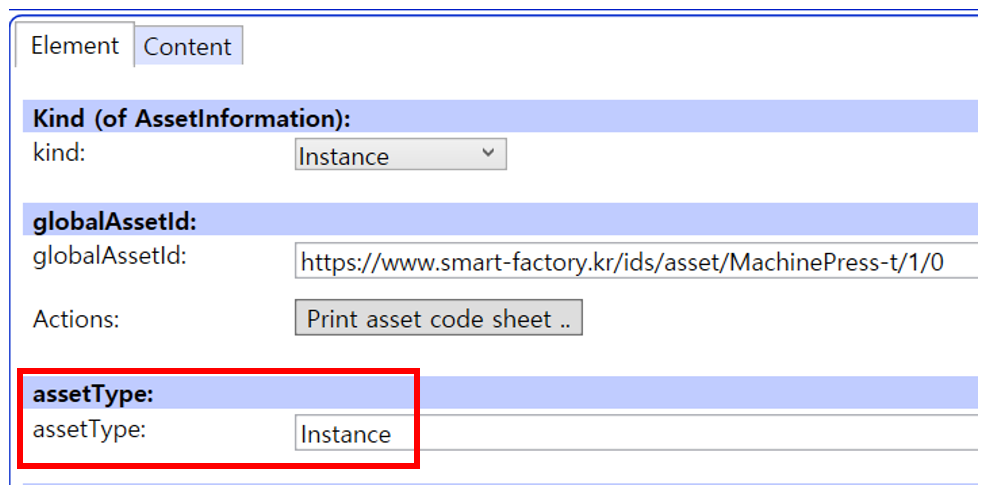 Element Content
Kind (of AssetInformation):
kind: Instance
globalAssetId:
globalAssetId: https://www.smart-factory.kr/ids/asset/MachinePress-t/1/0
Actions: Print asset code sheet ..
assetType:
assetType: Instance